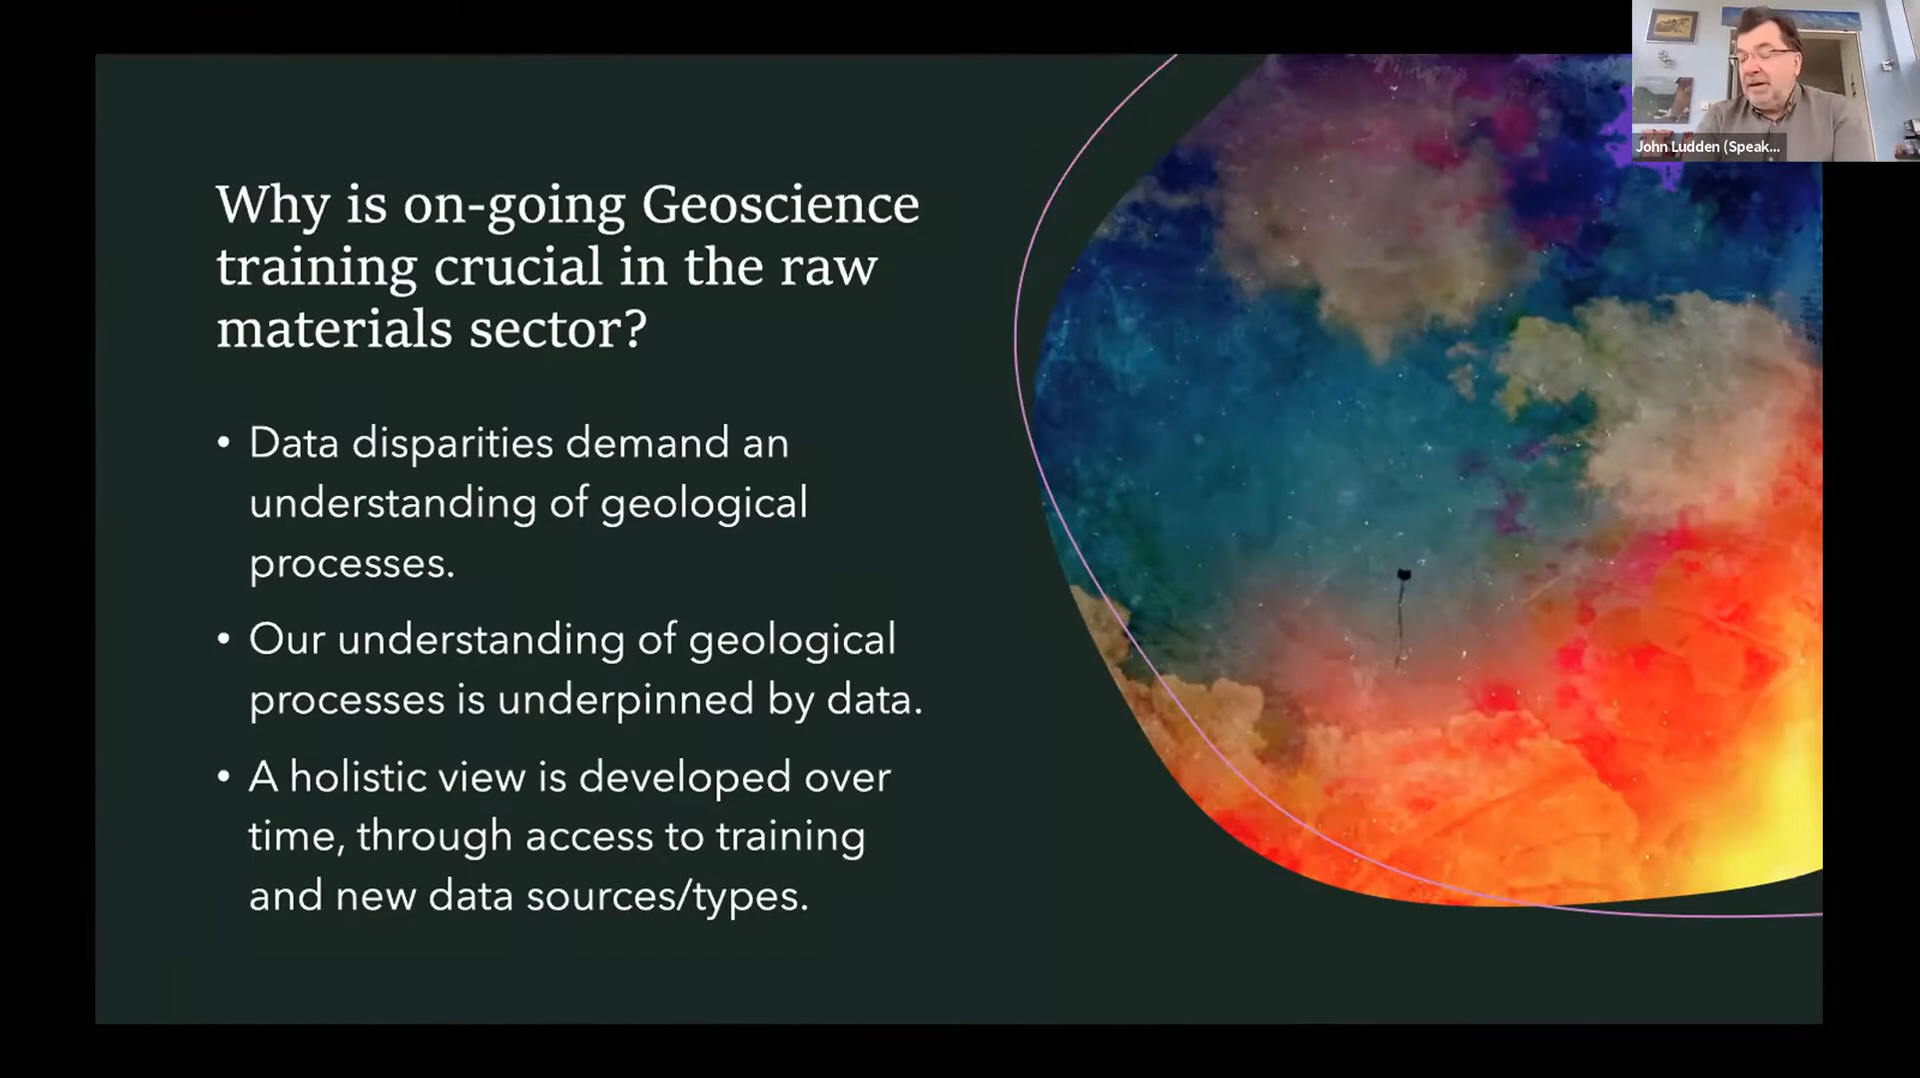 John Ludden (Speak...
Why is on-going Geoscience
training crucial in the raw
materials sector?
• Data disparities demand an
understanding of geological
processes.
• Our understanding of geological
processes is underpinned by data.
• A holistic view is developed over
time, through access to training
and new data sources/types.